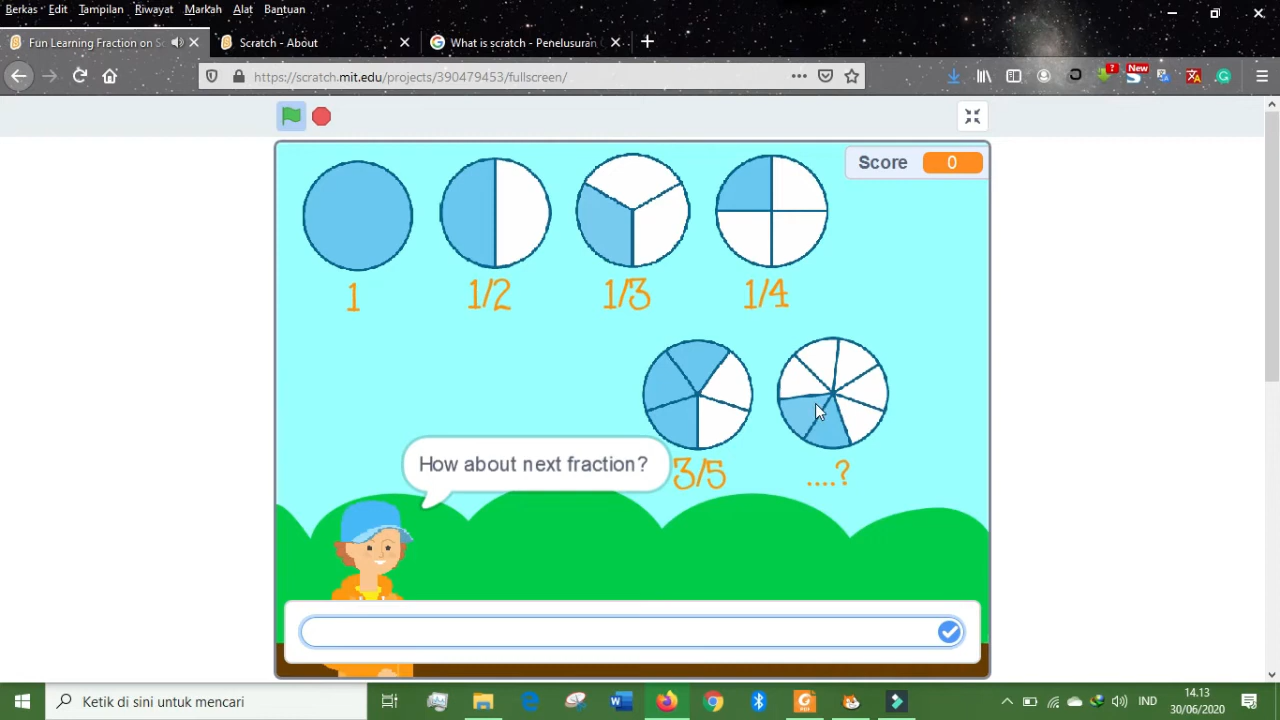 Berkas Edit Tampilan Riwayat Markah Alat Bantuan
Fun Learning Fraction on Sc
Scratch - About
What is scratch - Penelusuran
https://scratch.mit.edu/projects/390479453/fullscreen/
New
Score 0
1 1/2 1/3 1/4
How about next fraction?
3/5 ....?
Ketik di sini untuk mencari
IND
14.13
30/06/2020